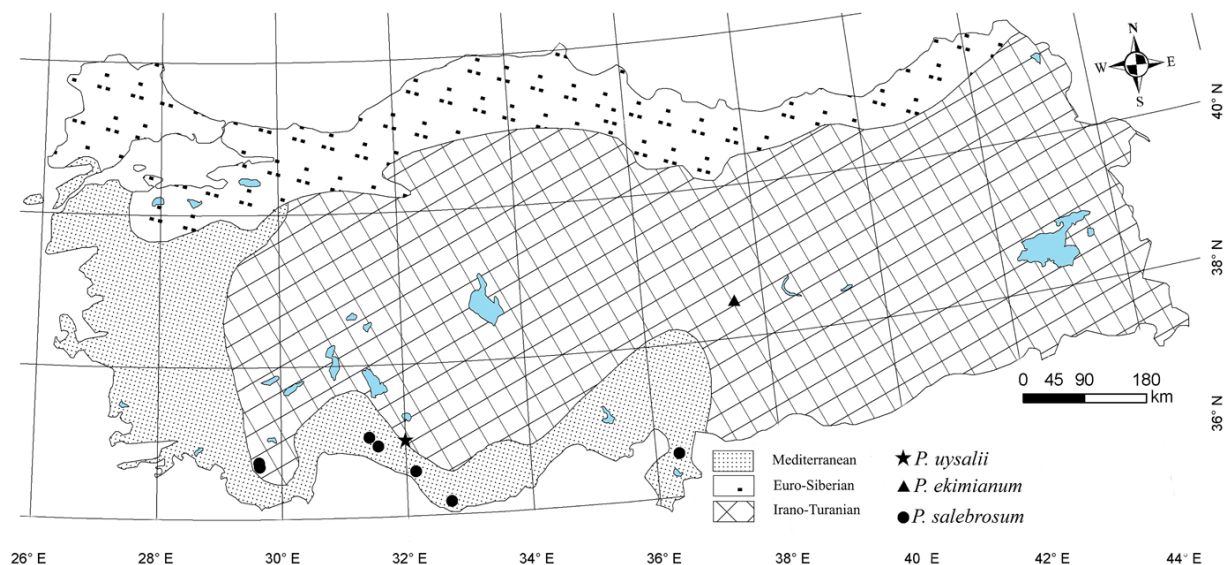 N
W E
S
40° N
38° N
0 45 90 180
km
36° N
Mediterranean
Euro-Siberian
Irano-Turanian
P. uysalii
P. ekimianum
P. salebrosum
26° E 28° E 30° E 32° E 34° E 36° E 38° E 40 E 42° E 44° E